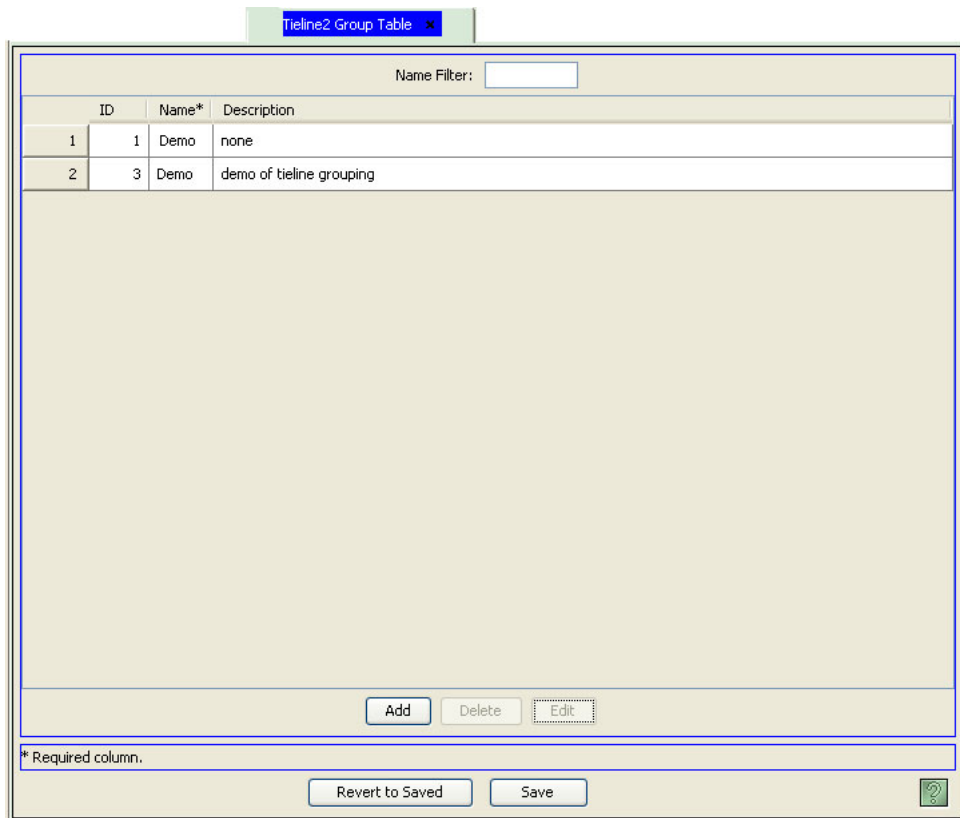 Tieline2 Group Table ×
Name Filter:
ID Name* Description
1 1 Demo none
2 3 Demo demo of tieline grouping
Add Delete Edit
* Required column.
Revert to Saved Save ?